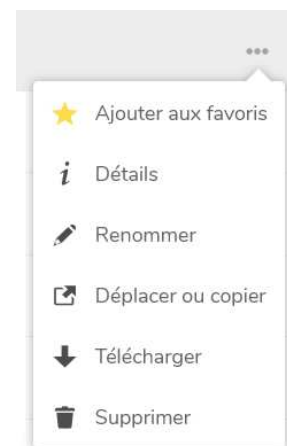 Ajouter aux favoris
Détails
Renommer
Déplacer ou copier
Télécharger
Supprimer